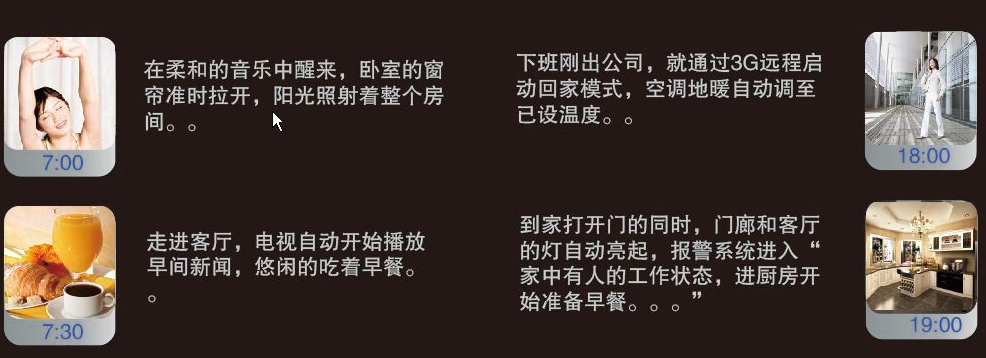 在柔和的音乐中醒来，卧室的窗
帘准时拉开，阳光照射着整个房
间。。
7:00
走进客厅，电视自动开始播放
早间新闻，悠闲的吃着早餐。
。
7:30
下班刚出公司，就通过3G远程启
动回家模式，空调地暖自动调至
已设温度。。
18:00
到家打开门的同时，门廊和客厅
的灯自动亮起，报警系统进入“
家中有人的工作状态，进厨房开
始准备早餐。。。”
19:00